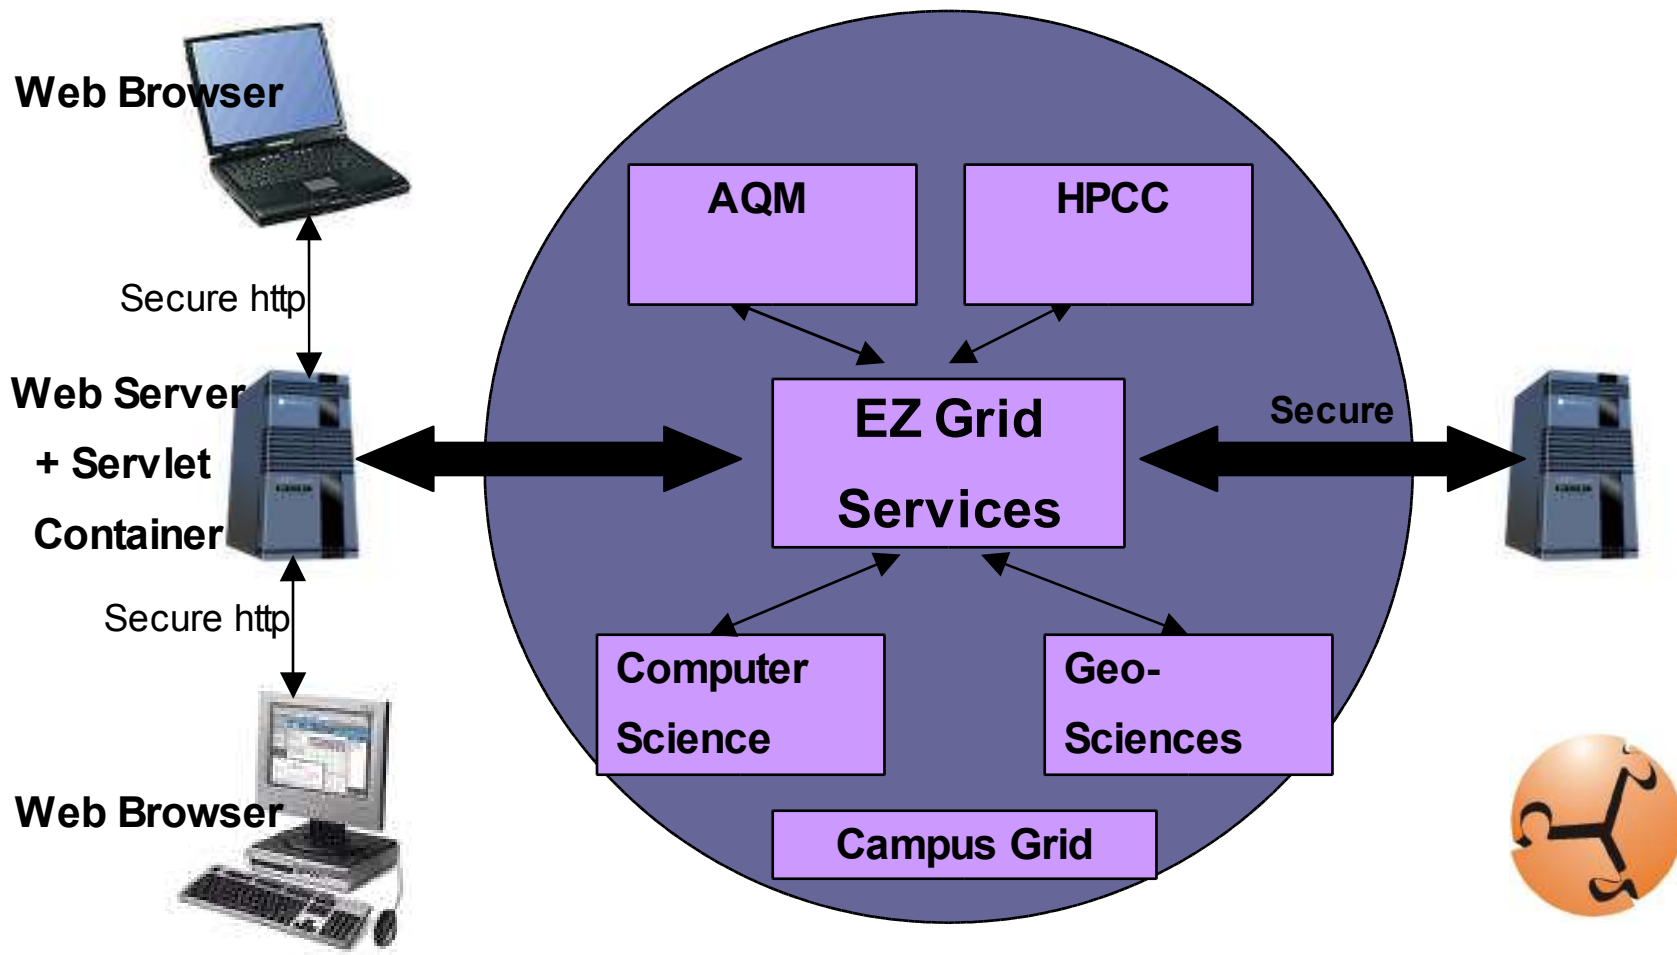 Web Browser
AQM
HPCC
Secure http
Web Server
+ Servlet
Container
EZ Grid
Services
Secure
Secure http
Computer
Science
Geo-
Sciences
Web Browser
Campus Grid